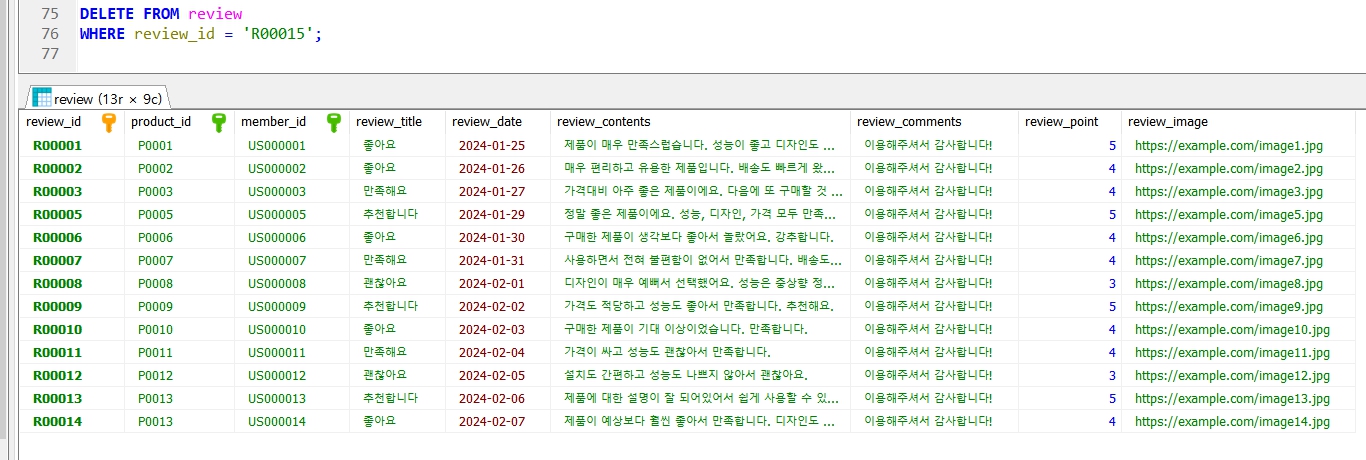 75 DELETE FROM review
76 WHERE review_id = 'R00015';
77
review (13r × 9c)
review_id product_id member_id review_title review_date review_contents review_comments review_point review_image
R00001 P0001 US000001 좋아요 2024-01-25 제품이 매우 만족스럽습니다. 성능이 좋고 디자인도 ... 이용해주셔서 감사합니다! 5 https://example.com/image1.jpg
R00002 P0002 US000002 좋아요 2024-01-26 매우 편리하고 유용한 제품입니다. 배송도 빠르게 왔... 이용해주셔서 감사합니다! 4 https://example.com/image2.jpg
R00003 P0003 US000003 만족해요 2024-01-27 가격대비 아주 좋은 제품이에요. 다음에 또 구매할 것 ... 이용해주셔서 감사합니다! 4 https://example.com/image3.jpg
R00005 P0005 US000005 추천합니다 2024-01-29 정말 좋은 제품이에요. 성능, 디자인, 가격 모두 만족... 이용해주셔서 감사합니다! 5 https://example.com/image5.jpg
R00006 P0006 US000006 좋아요 2024-01-30 구매한 제품이 생각보다 좋아서 놀랐어요. 강추합니다. 이용해주셔서 감사합니다! 4 https://example.com/image6.jpg
R00007 P0007 US000007 만족해요 2024-01-31 사용하면서 전혀 불편함이 없어서 만족합니다. 배송도... 이용해주셔서 감사합니다! 4 https://example.com/image7.jpg
R00008 P0008 US000008 괜찮아요 2024-02-01 디자인이 매우 예뻐서 선택했어요. 성능은 중상향 정... 이용해주셔서 감사합니다! 3 https://example.com/image8.jpg
R00009 P0009 US000009 추천합니다 2024-02-02 가격도 적당하고 성능도 좋아서 만족합니다. 추천해요. 이용해주셔서 감사합니다! 5 https://example.com/image9.jpg
R00010 P0010 US000010 좋아요 2024-02-03 구매한 제품이 기대 이상이었습니다. 만족합니다. 이용해주셔서 감사합니다! 4 https://example.com/image10.jpg
R00011 P0011 US000011 만족해요 2024-02-04 가격이 싸고 성능도 괜찮아서 만족합니다. 이용해주셔서 감사합니다! 4 https://example.com/image11.jpg
R00012 P0012 US000012 괜찮아요 2024-02-05 설치도 간편하고 성능도 나쁘지 않아서 괜찮아요. 이용해주셔서 감사합니다! 3 https://example.com/image12.jpg
R00013 P0013 US000013 추천합니다 2024-02-06 제품에 대한 설명이 잘 되어있어서 쉽게 사용할 수 있... 이용해주셔서 감사합니다! 5 https://example.com/image13.jpg
R00014 P0013 US000014 좋아요 2024-02-07 제품이 예상보다 훨씬 좋아서 만족합니다. 디자인도 ... 이용해주셔서 감사합니다! 4 https://example.com/image14.jpg